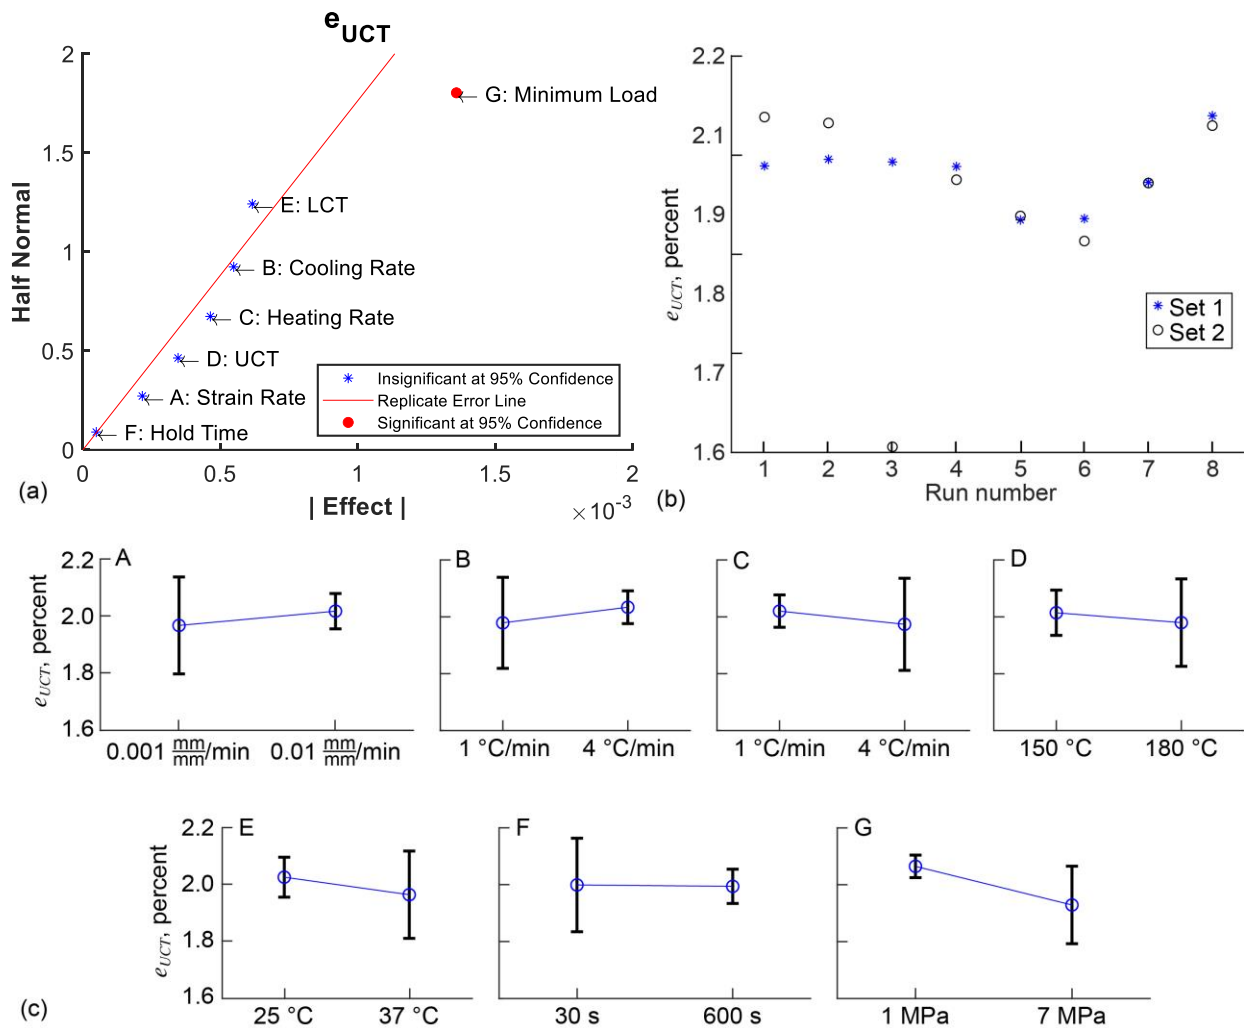 e_UCT
2
1.5
1
0.5
0
Half Normal
G: Minimum Load
E: LCT
B: Cooling Rate
C: Heating Rate
D: UCT
A: Strain Rate
F: Hold Time
Insignificant at 95% Confidence
Replicate Error Line
Significant at 95% Confidence
0 0.5 1 1.5 2
| Effect |
×10^-3
(a)
2.2
2.1
1.9
1.8
1.7
1.6
e_UCT, percent
Set 1
Set 2
1 2 3 4 5 6 7 8
Run number
(b)
A B C D
2.2
2.0
1.8
1.6
e_UCT, percent
0.001 mm/mm/min 0.01 mm/mm/min
1 °C/min 4 °C/min
1 °C/min 4 °C/min
150 °C 180 °C
E F G
2.2
2.0
1.8
1.6
e_UCT, percent
25 °C 37 °C
30 s 600 s
1 MPa 7 MPa
(c)